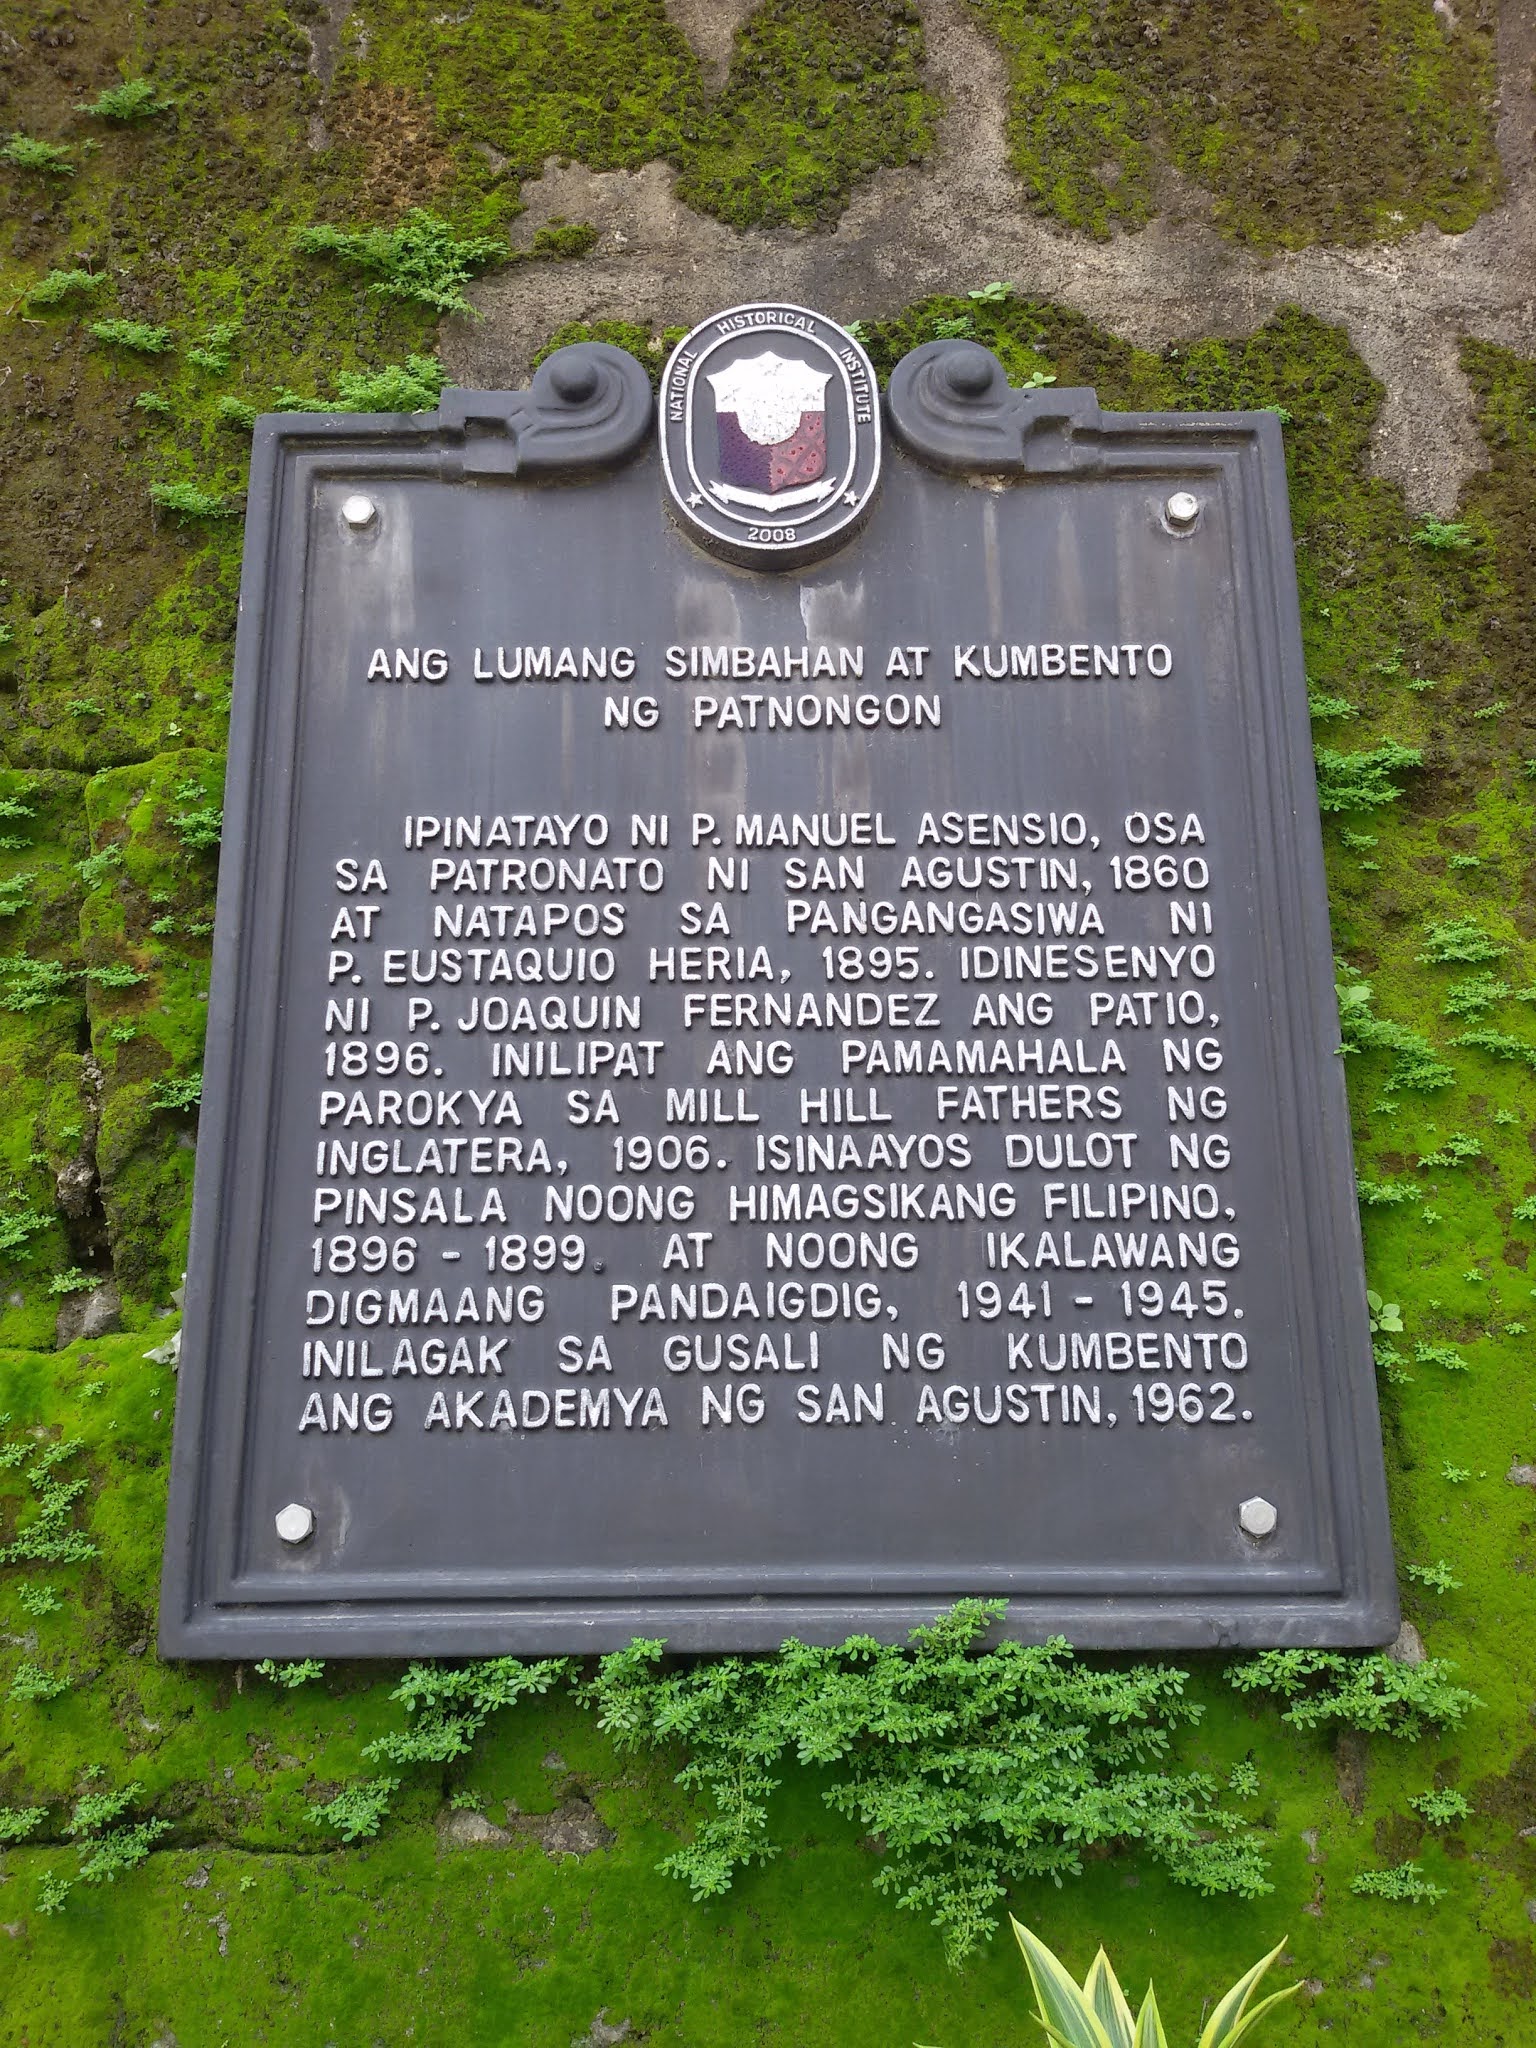 NATIONAL HISTORICAL INSTITUTE
2008
ANG LUMANG SIMBAHAN AT KUMBENTO
NG PATNONGON
IPINATAYO NI P. MANUEL ASENSIO, OSA
SA PATRONATO NI SAN AGUSTIN, 1860
AT NATAPOS SA PANGANGASIWA NI
P. EUSTAQUIO HERIA, 1895. IDINESENYO
NI P. JOAQUIN FERNANDEZ ANG PATIO,
1896. INILIPAT ANG PAMAMAHALA NG
PAROKYA SA MILL HILL FATHERS NG
INGLATERA, 1906. ISINAAYOS DULOT NG
PINSALA NOONG HIMAGSIKANG FILIPINO,
1896 - 1899. AT NOONG IKALAWANG
DIGMAANG PANDAIGDIG, 1941 - 1945.
INILAGAK SA GUSALI NG KUMBENTO
ANG AKADEMYA NG SAN AGUSTIN, 1962.